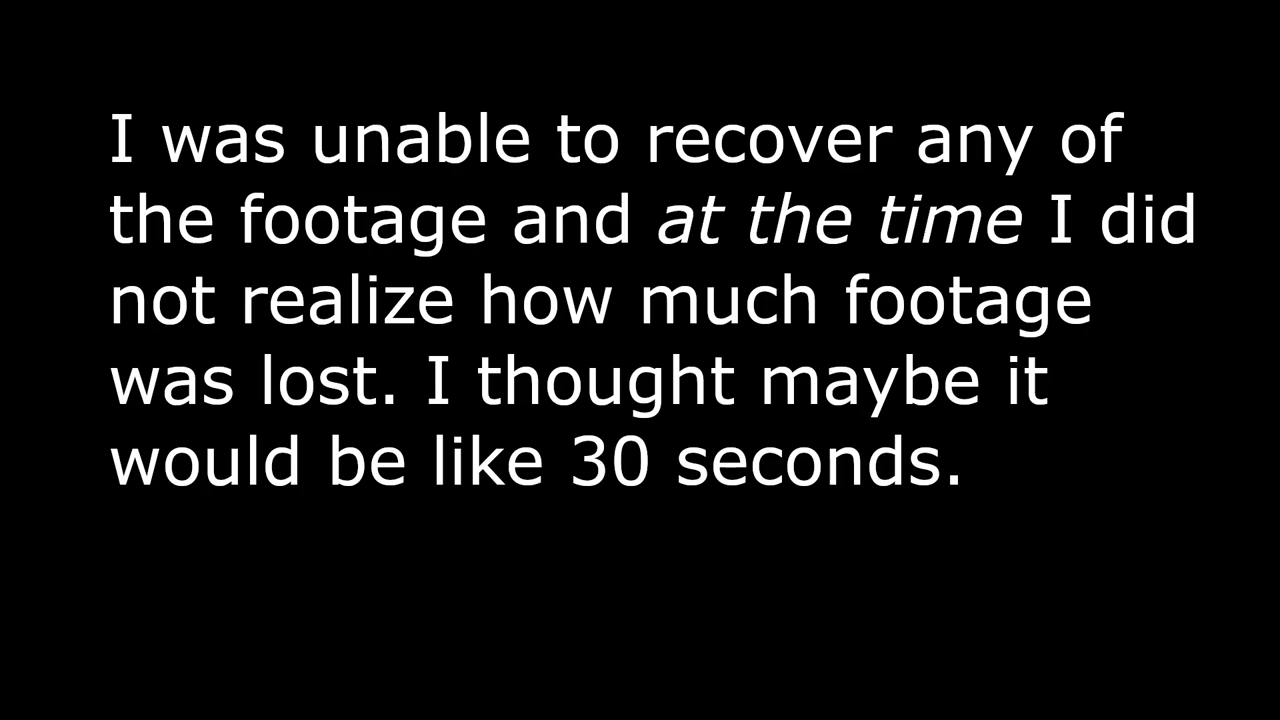 I was unable to recover any of
the footage and at the time I did
not realize how much footage
was lost. I thought maybe it
would be like 30 seconds.